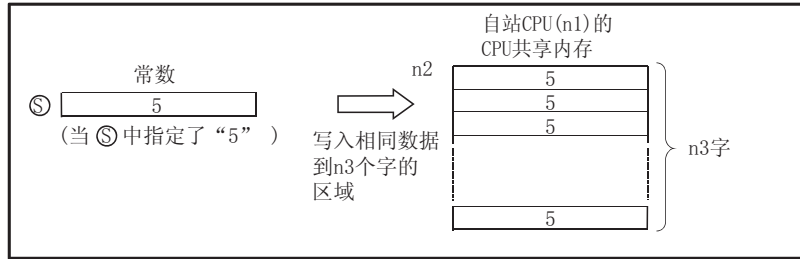 常数
Ⓢ 5
(当 Ⓢ 中指定了“5” )
写入相同数据
到n3个字的
区域
自站CPU(n1)的
CPU共享内存
n2
5
5
5
5
n3字